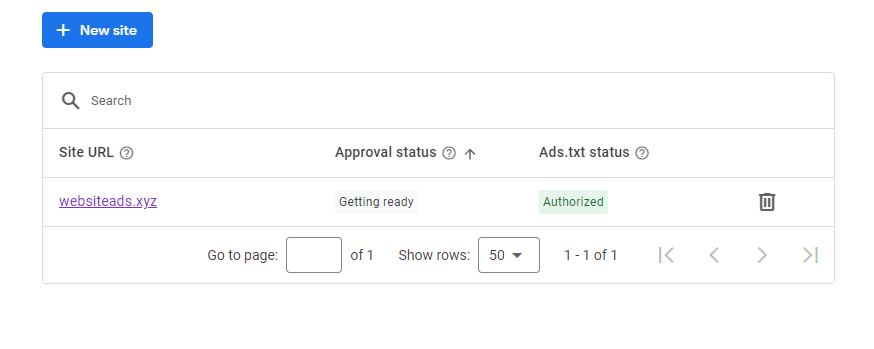 New site
Search
Site URL Approval status Ads.txt status
websiteads.xyz Getting ready Authorized
Go to page: of 1 Show rows: 50 1 - 1 of 1